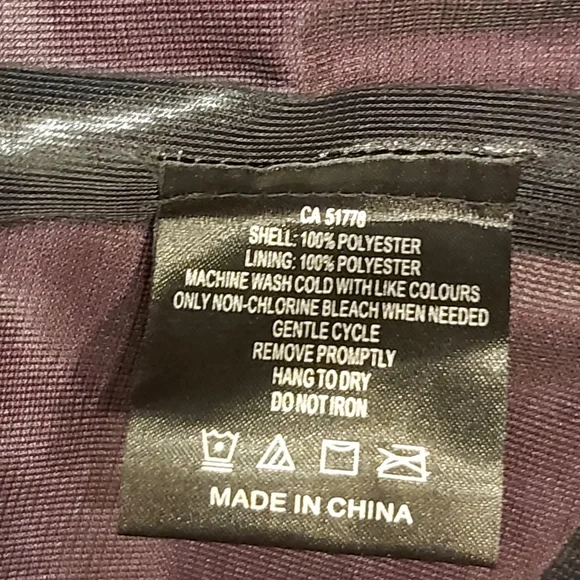 CA 51778
SHELL: 100% POLYESTER
LINING: 100% POLYESTER
MACHINE WASH COLD WITH LIKE COLOURS
ONLY NON-CHLORINE BLEACH WHEN NEEDED
GENTLE CYCLE
REMOVE PROMPTLY
HANG TO DRY
DO NOT IRON
MADE IN CHINA